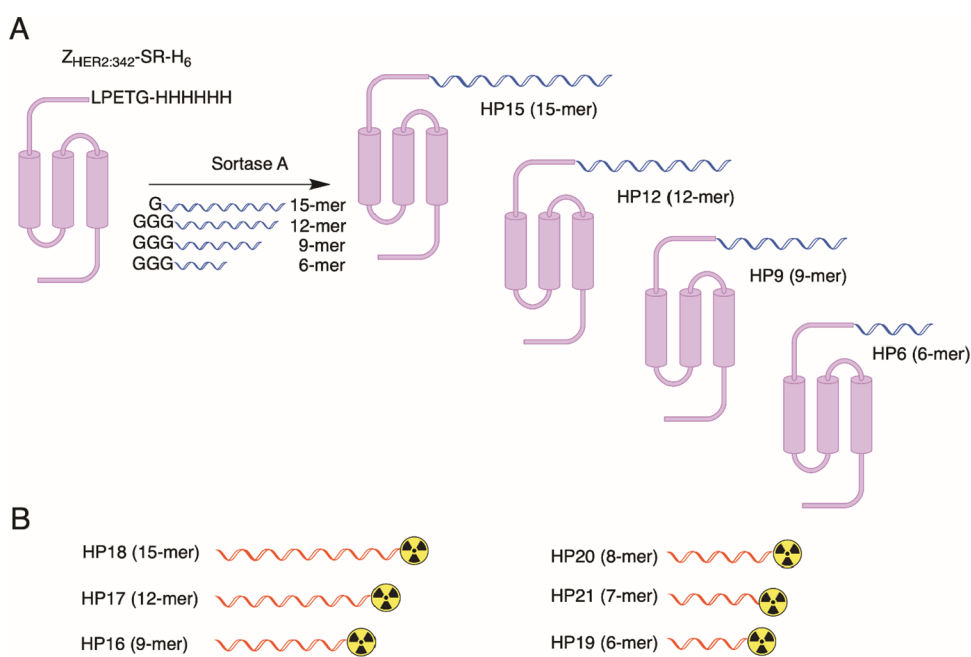 A
Z_HER2:342-SR-H_6
LPETG-HHHHHH
HP15 (15-mer)
Sortase A
G 15-mer
GGG 12-mer
GGG 9-mer
GGG 6-mer
HP12 (12-mer)
HP9 (9-mer)
HP6 (6-mer)
B
HP18 (15-mer)
HP17 (12-mer)
HP16 (9-mer)
HP20 (8-mer)
HP21 (7-mer)
HP19 (6-mer)